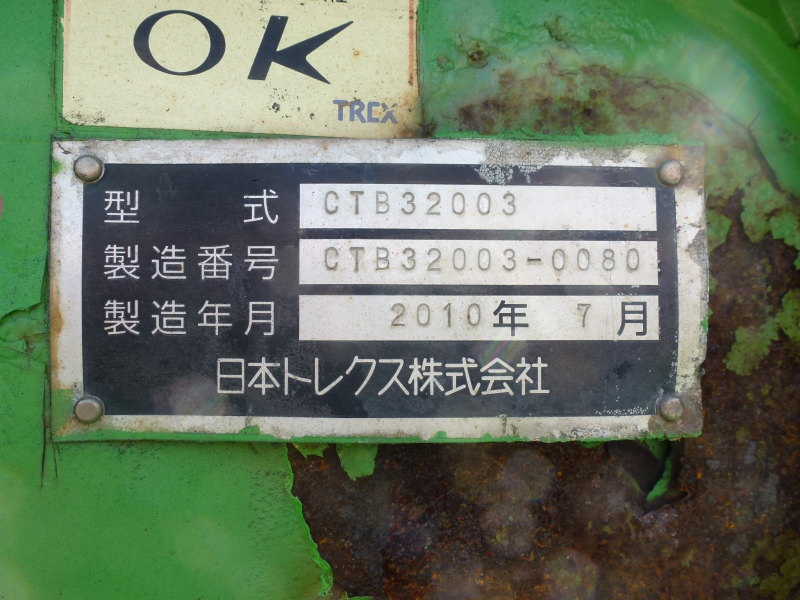 OK
TREX
型式 CTB32003
製造番号 CTB32003-0080
製造年月 2010年 7月
日本トレクス株式会社